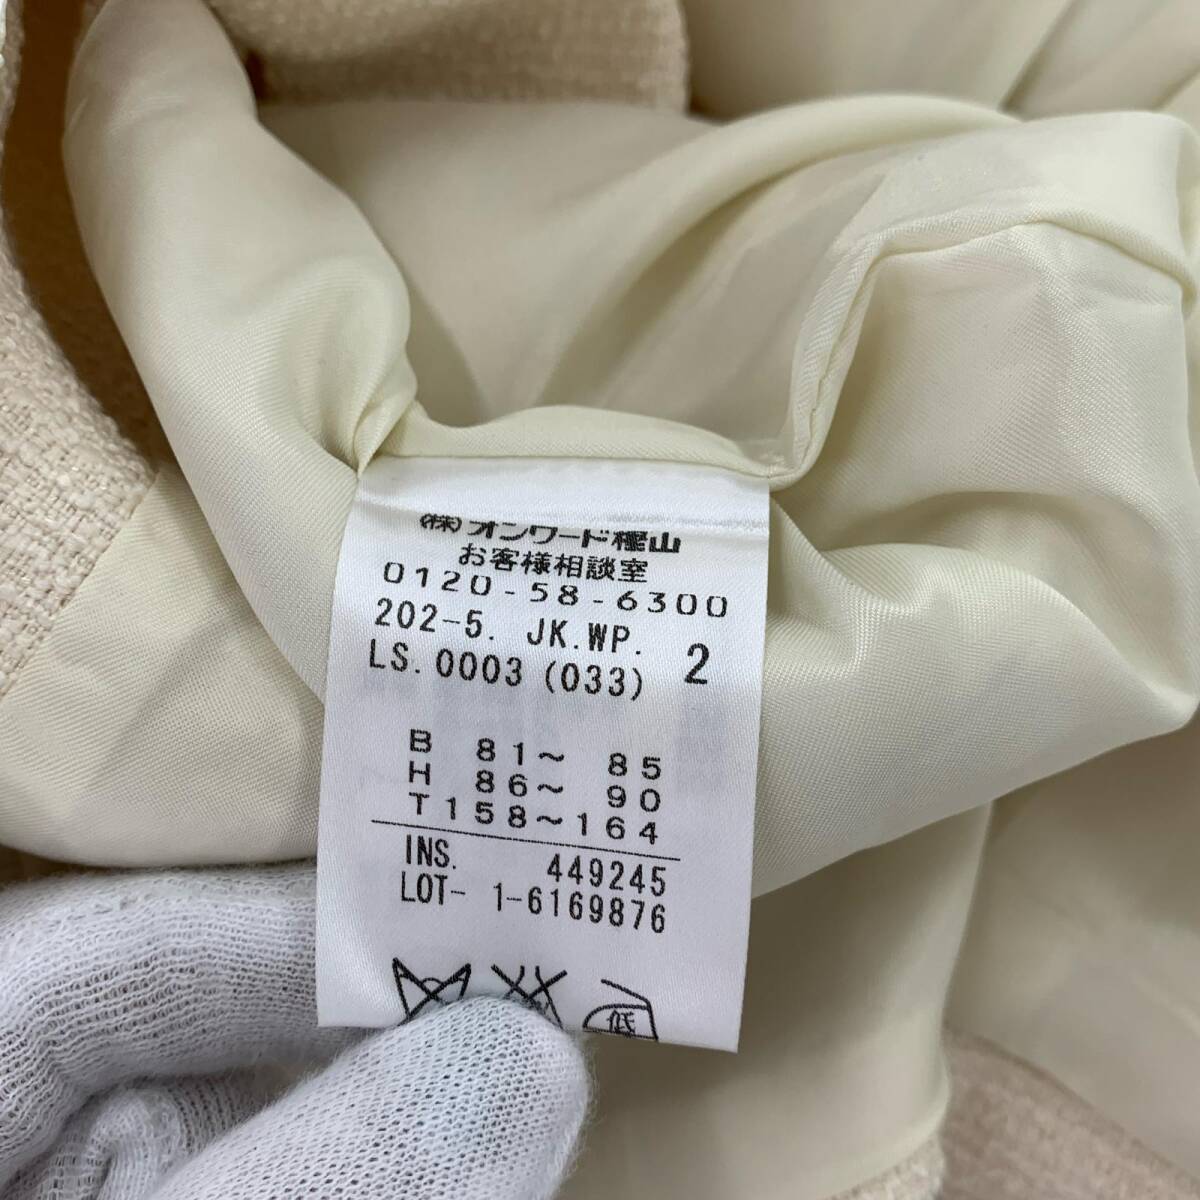 (株)オンワード樫山
お客様相談室
0120-58-6300
202-5. JK.WP. 2
LS.0003(033)
B 81~ 85
H 86~ 90
T158~164
INS. 449245
LOT- 1-6169876
低